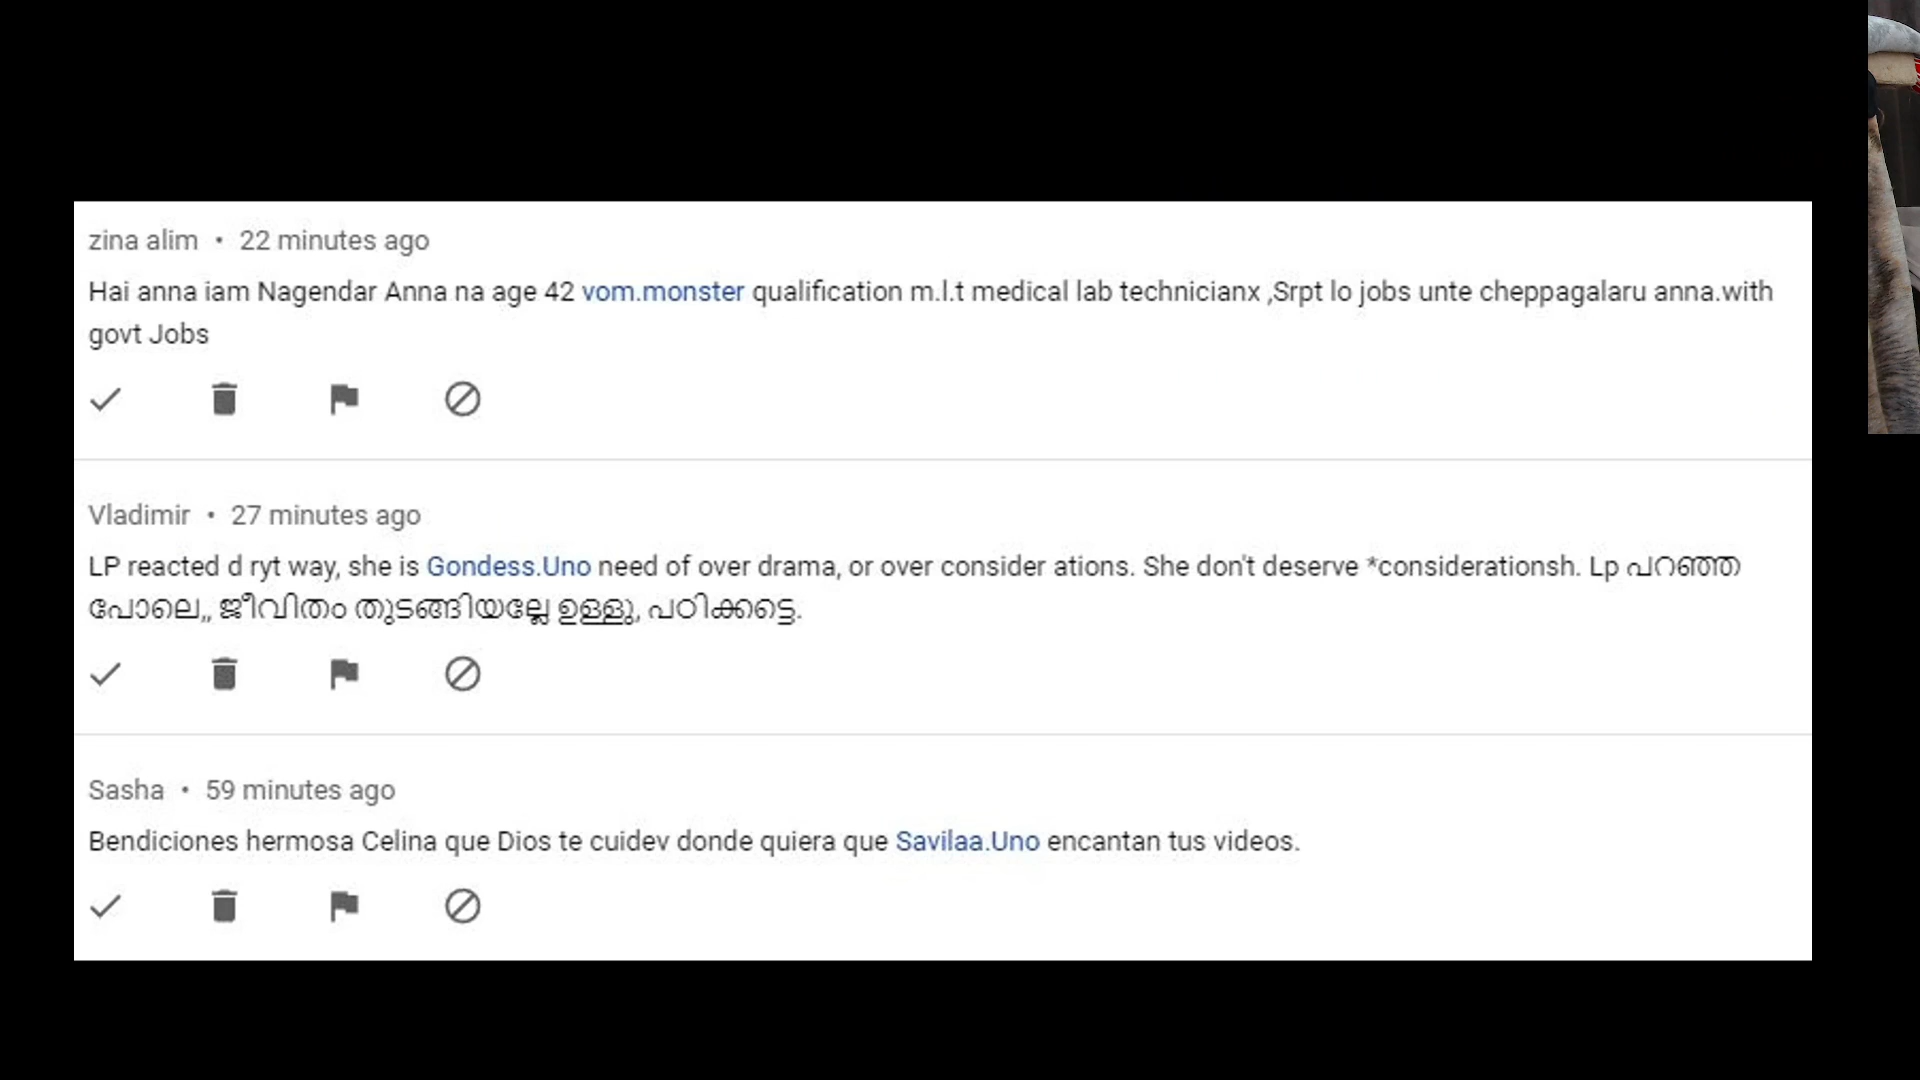 zina alim • 22 minutes ago
Hai anna iam Nagendar Anna na age 42 vom.monster qualification m.l.t medical lab technicianx ,Srpt lo jobs unte cheppagalaru anna.with
govt Jobs
Vladimir • 27 minutes ago
LP reacted d ryt way, she is Gondess.Uno need of over drama, or over consider ations. She don't deserve *considerationsh. Lp പറഞ്ഞ
പോലെ,, ജീവിതം തുടങ്ങിയല്ലേ ഉള്ളു, പഠിക്കട്ടെ.
Sasha • 59 minutes ago
Bendiciones hermosa Celina que Dios te cuidev donde quiera que Savilaa.Uno encantan tus videos.